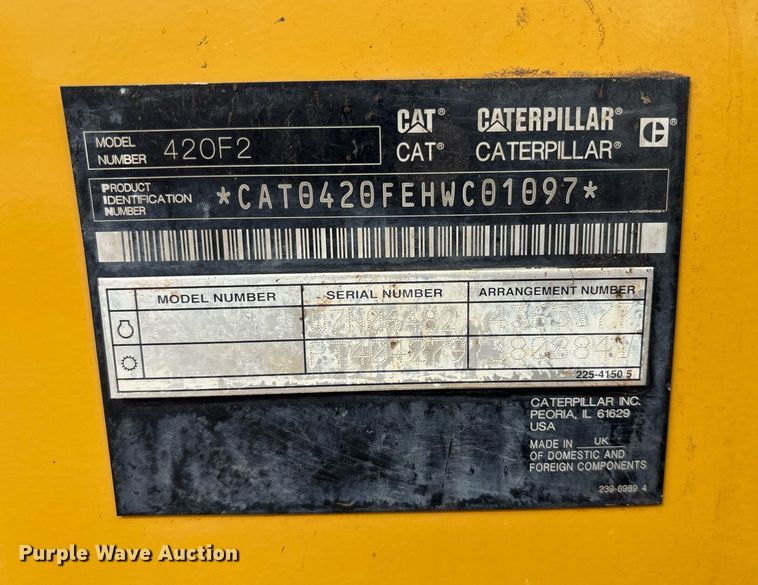 CAT® CATERPILLAR®
MODEL NUMBER 420F2
CAT® CATERPILLAR® C®
PRODUCT IDENTIFICATION NUMBER *CAT0420FEHWC01097*
MODEL NUMBER SERIAL NUMBER ARRANGEMENT NUMBER
225-4150 5
CATERPILLAR INC.
PEORIA, IL 61629
USA
MADE IN UK
OF DOMESTIC AND
FOREIGN COMPONENTS
239-6989 4
Purple Wave Auction